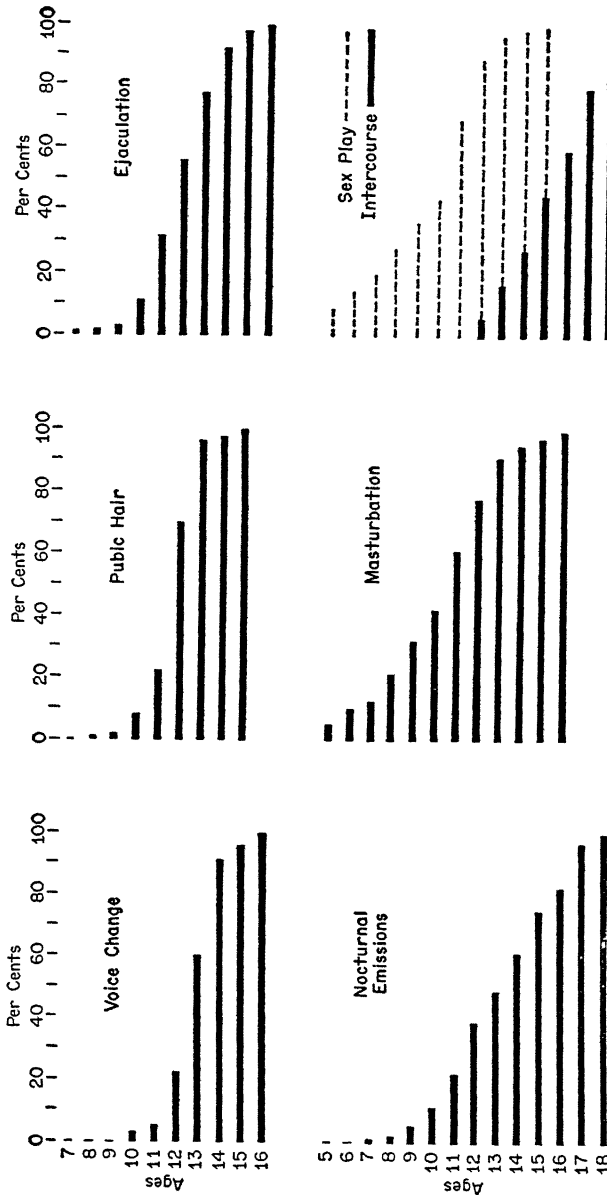 Per Cents
0 20 40 60 80 100
Voice Change
Ages
7
8
9
10
11
12
13
14
15
16
Per Cents
0 20 40 60 80 100
Pubic Hair
Per Cents
0 20 40 60 80 100
Ejaculation
Nocturnal
Emissions
Ages
5
6
7
8
9
10
11
12
13
14
15
16
17
18
Masturbation
Sex Play
Intercourse